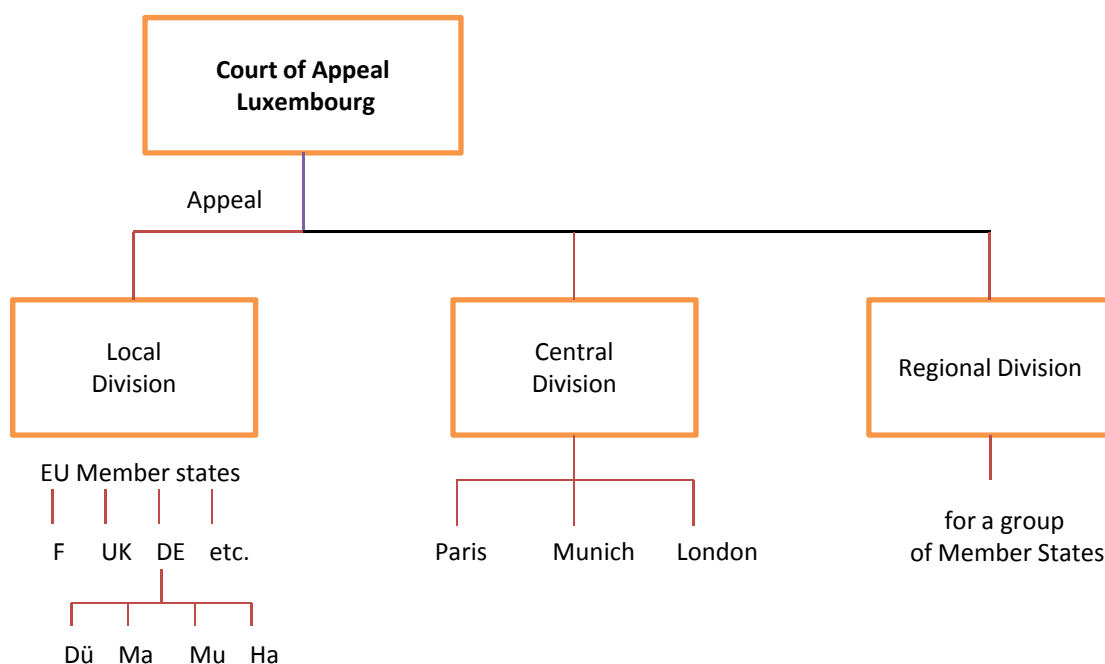 Court of Appeal
Luxembourg
Appeal
Local
Division
Central
Division
Regional Division
EU Member states
F UK DE etc.
Paris Munich London
for a group
of Member States
Dü Ma Mu Ha